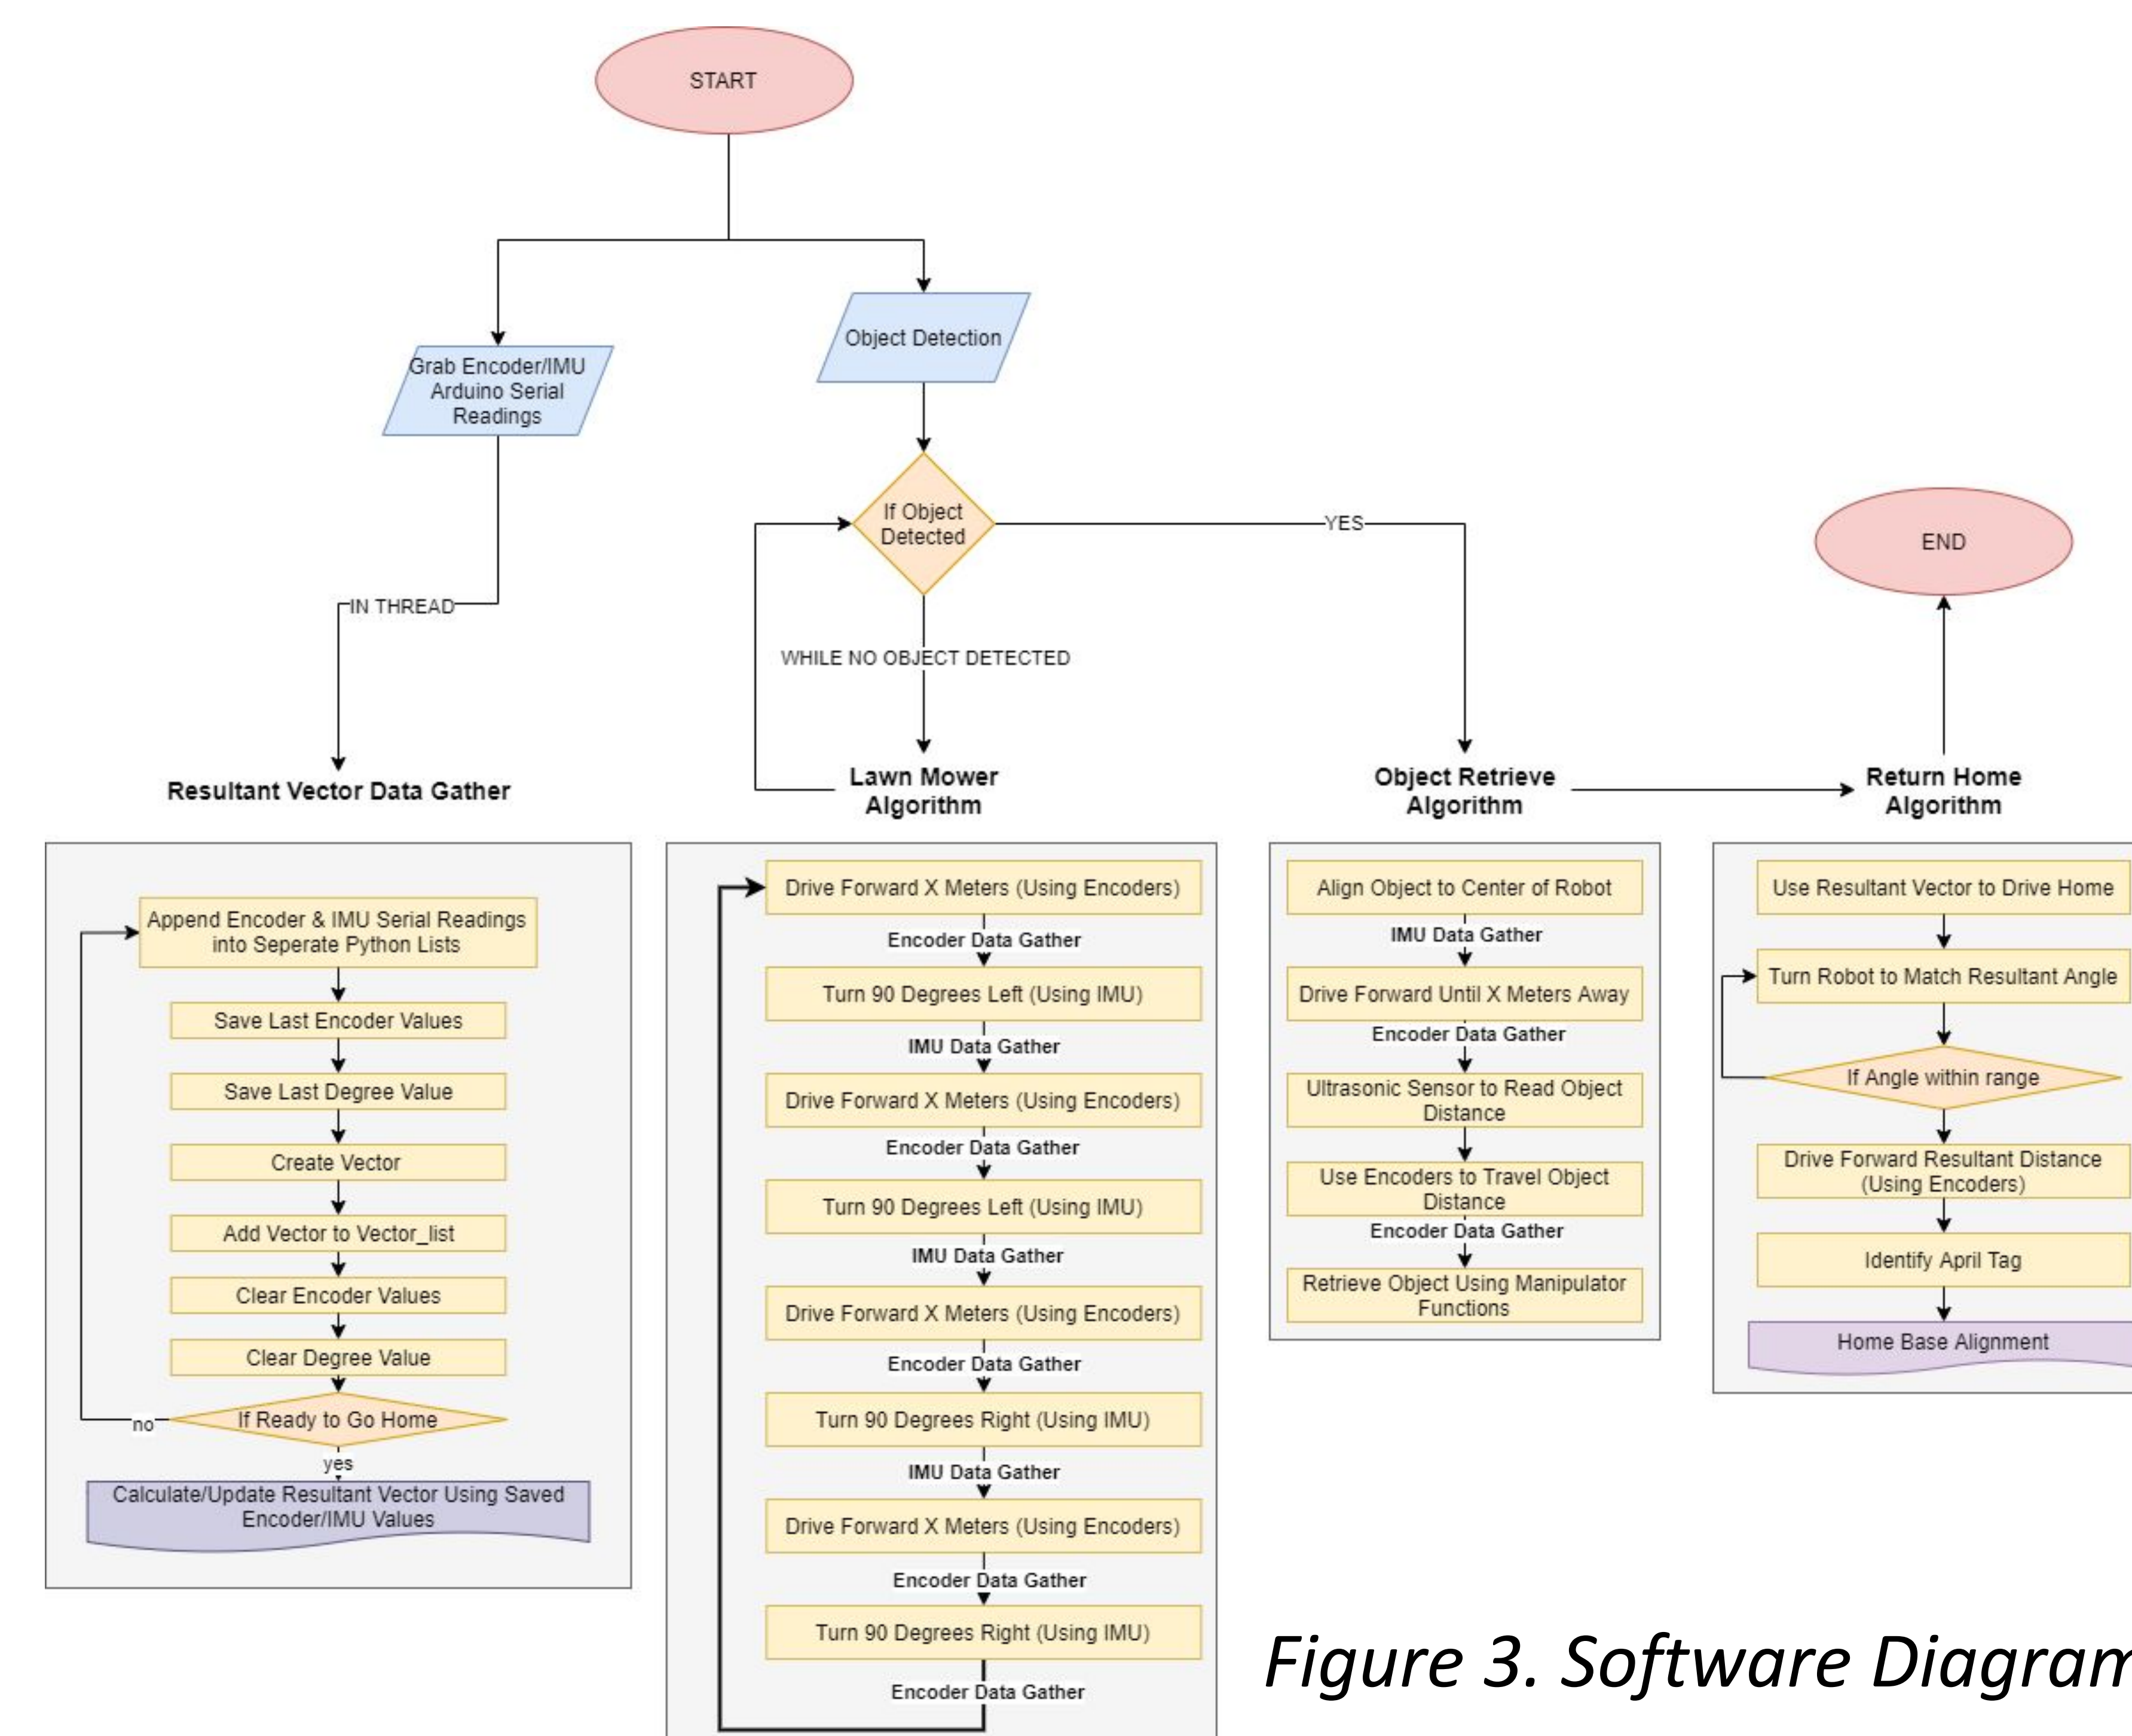 START
Object Detection
Grab Encoder/IMU
Arduino Serial
Readings
If Object
Detected
YES
END
IN THREAD
WHILE NO OBJECT DETECTED
Resultant Vector Data Gather
Append Encoder & IMU Serial Readings
into Seperate Python Lists
Save Last Encoder Values
Save Last Degree Value
Create Vector
Add Vector to Vector_list
Clear Encoder Values
Clear Degree Value
If Ready to Go Home
no
yes
Calculate/Update Resultant Vector Using Saved
Encoder/IMU Values
Lawn Mower
Algorithm
Drive Forward X Meters (Using Encoders)
Encoder Data Gather
Turn 90 Degrees Left (Using IMU)
IMU Data Gather
Drive Forward X Meters (Using Encoders)
Encoder Data Gather
Turn 90 Degrees Left (Using IMU)
IMU Data Gather
Drive Forward X Meters (Using Encoders)
Encoder Data Gather
Turn 90 Degrees Right (Using IMU)
IMU Data Gather
Drive Forward X Meters (Using Encoders)
Encoder Data Gather
Turn 90 Degrees Right (Using IMU)
Encoder Data Gather
Object Retrieve
Algorithm
Align Object to Center of Robot
IMU Data Gather
Drive Forward Until X Meters Away
Encoder Data Gather
Ultrasonic Sensor to Read Object
Distance
Use Encoders to Travel Object
Distance
Encoder Data Gather
Retrieve Object Using Manipulator
Functions
Return Home
Algorithm
Use Resultant Vector to Drive Home
Turn Robot to Match Resultant Angle
If Angle within range
Drive Forward Resultant Distance
(Using Encoders)
Identify April Tag
Home Base Alignment
Figure 3. Software Diagram